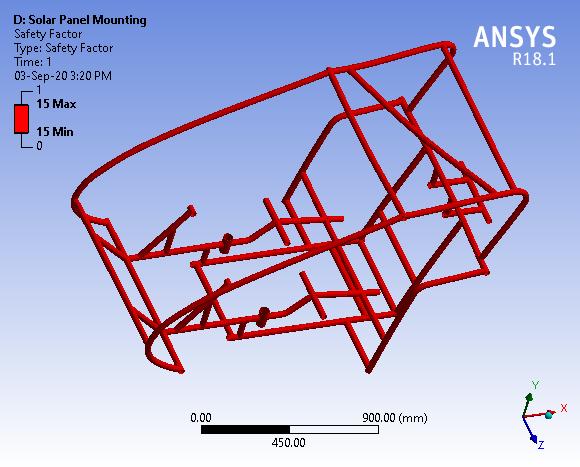 D: Solar Panel Mounting
Safety Factor
Type: Safety Factor
Time: 1
03-Sep-20 3:20 PM
1
15 Max
15 Min
0
ANSYS
R18.1
0.00
900.00 (mm)
450.00
Y
X
Z